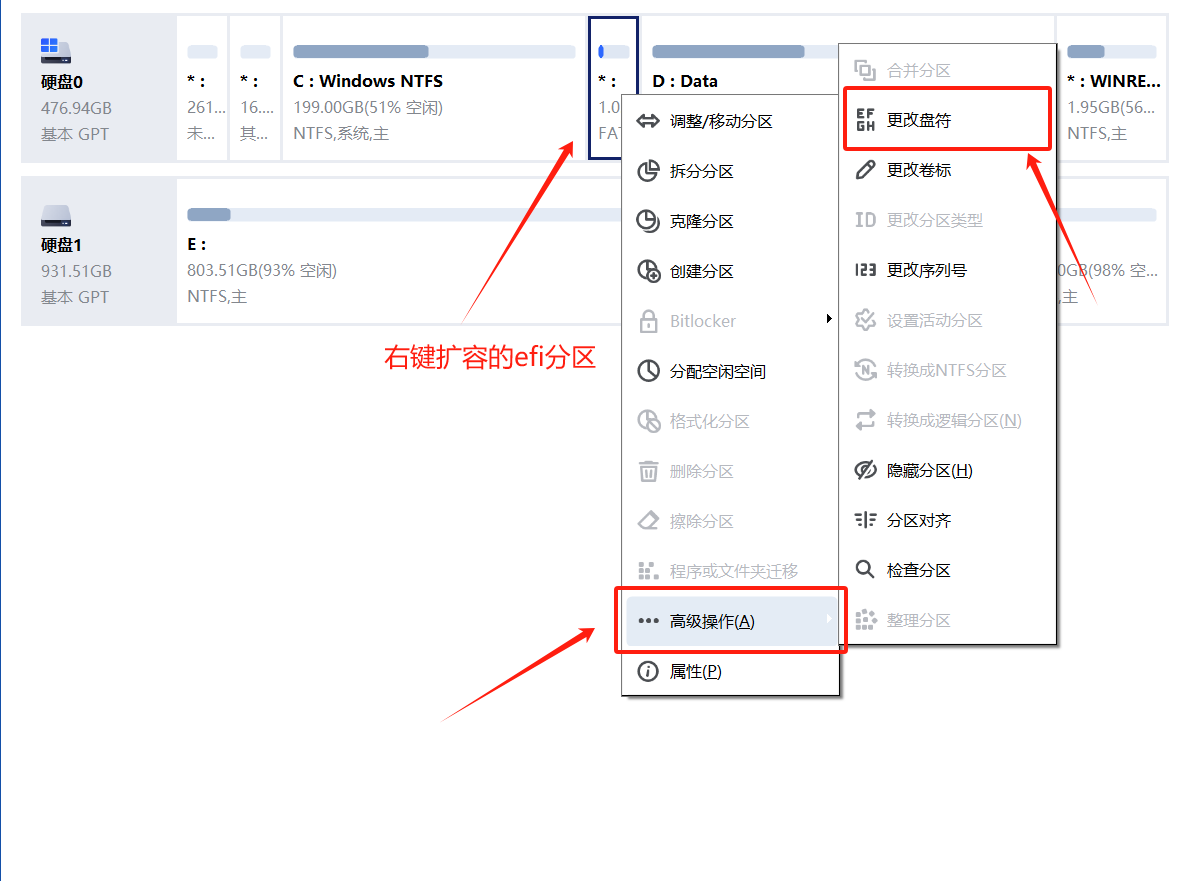 硬盘0
476.94GB
基本 GPT
* :
261...
未...
* :
16....
其...
C : Windows NTFS
199.00GB(51% 空闲)
NTFS,系统,主
* :
1.0
FA
D : Data
* : WINRE...
1.95GB(56...
NTFS,主
硬盘1
931.51GB
基本 GPT
E :
803.51GB(93% 空闲)
NTFS,主
0GB(98% 空...
,主
右键扩容的efi分区
调整/移动分区
拆分分区
克隆分区
创建分区
Bitlocker
分配空闲空间
格式化分区
删除分区
擦除分区
程序或文件夹迁移
高级操作(A)
属性(P)
合并分区
EF
GH
更改盘符
更改卷标
ID 更改分区类型
123 更改序列号
设置活动分区
转换成NTFS分区
转换成逻辑分区(N)
隐藏分区(H)
分区对齐
检查分区
整理分区